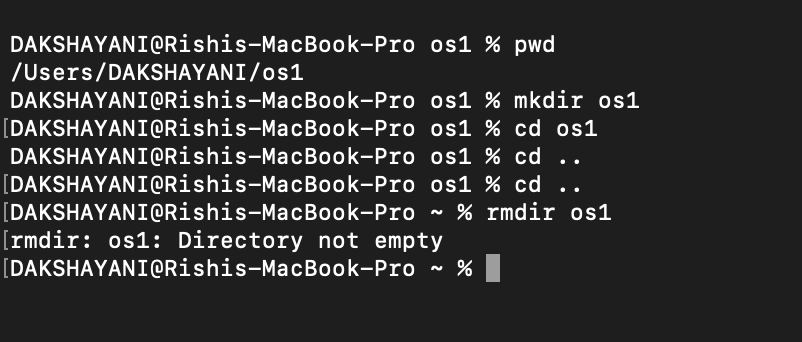 DAKSHAYANI@Rishis-MacBook-Pro os1 % pwd
/Users/DAKSHAYANI/os1
DAKSHAYANI@Rishis-MacBook-Pro os1 % mkdir os1
[DAKSHAYANI@Rishis-MacBook-Pro os1 % cd os1
DAKSHAYANI@Rishis-MacBook-Pro os1 % cd ..
[DAKSHAYANI@Rishis-MacBook-Pro os1 % cd ..
[DAKSHAYANI@Rishis-MacBook-Pro ~ % rmdir os1
[rmdir: os1: Directory not empty
[DAKSHAYANI@Rishis-MacBook-Pro ~ %